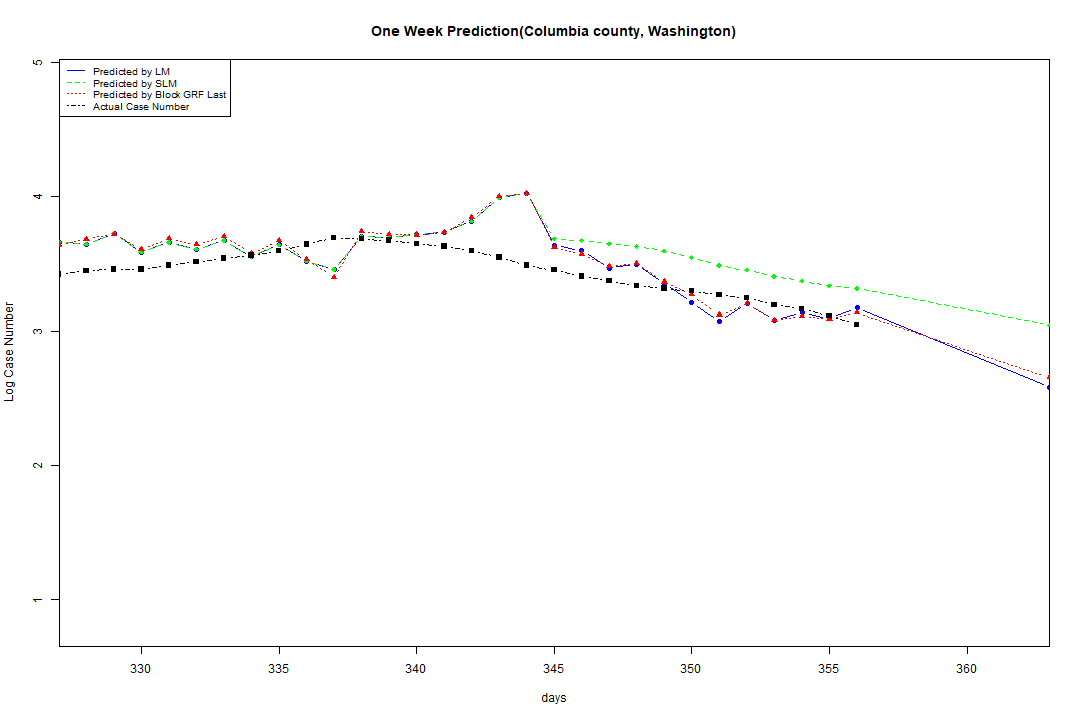 One Week Prediction(Columbia county, Washington)
Predicted by LM
Predicted by SLM
Predicted by Block GRF Last
Actual Case Number
5
4
3
2
1
Log Case Number
330 335 340 345 350 355 360
days